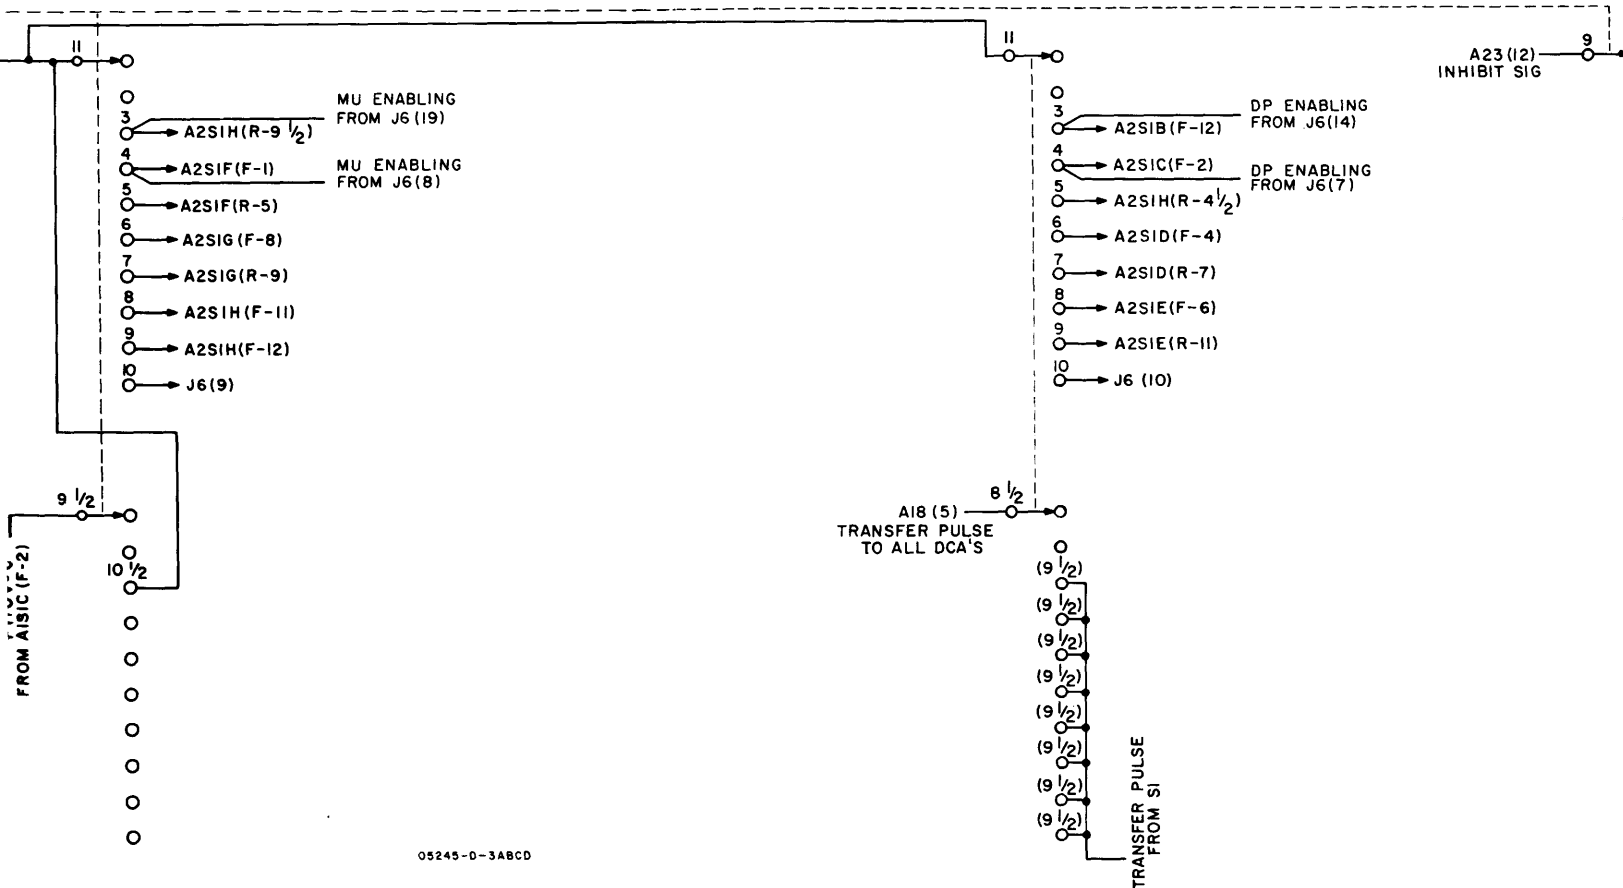 11
3
A2S1H(R-9 1/2)
MU ENABLING
FROM J6(19)
4
A2S1F(F-1)
MU ENABLING
FROM J6(8)
5
A2S1F(R-5)
6
A2S1G(F-8)
7
A2S1G(R-9)
8
A2S1H(F-11)
9
A2S1H(F-12)
10
J6(9)
9 1/2
10 1/2
FROM A1S1C(F-2)
05245-D-3ABCD
11
3
A2S1B(F-12)
DP ENABLING
FROM J6(14)
4
A2S1C(F-2)
DP ENABLING
FROM J6(7)
5
A2S1H(R-4 1/2)
6
A2S1D(F-4)
7
A2S1D(R-7)
8
A2S1E(F-6)
9
A2S1E(R-11)
10
J6 (10)
8 1/2
A18(5)
TRANSFER PULSE
TO ALL DCA'S
(9 1/2)
(9 1/2)
(9 1/2)
(9 1/2)
(9 1/2)
(9 1/2)
(9 1/2)
(9 1/2)
TRANSFER PULSE
FROM S1
A23(12)
INHIBIT SIG
9